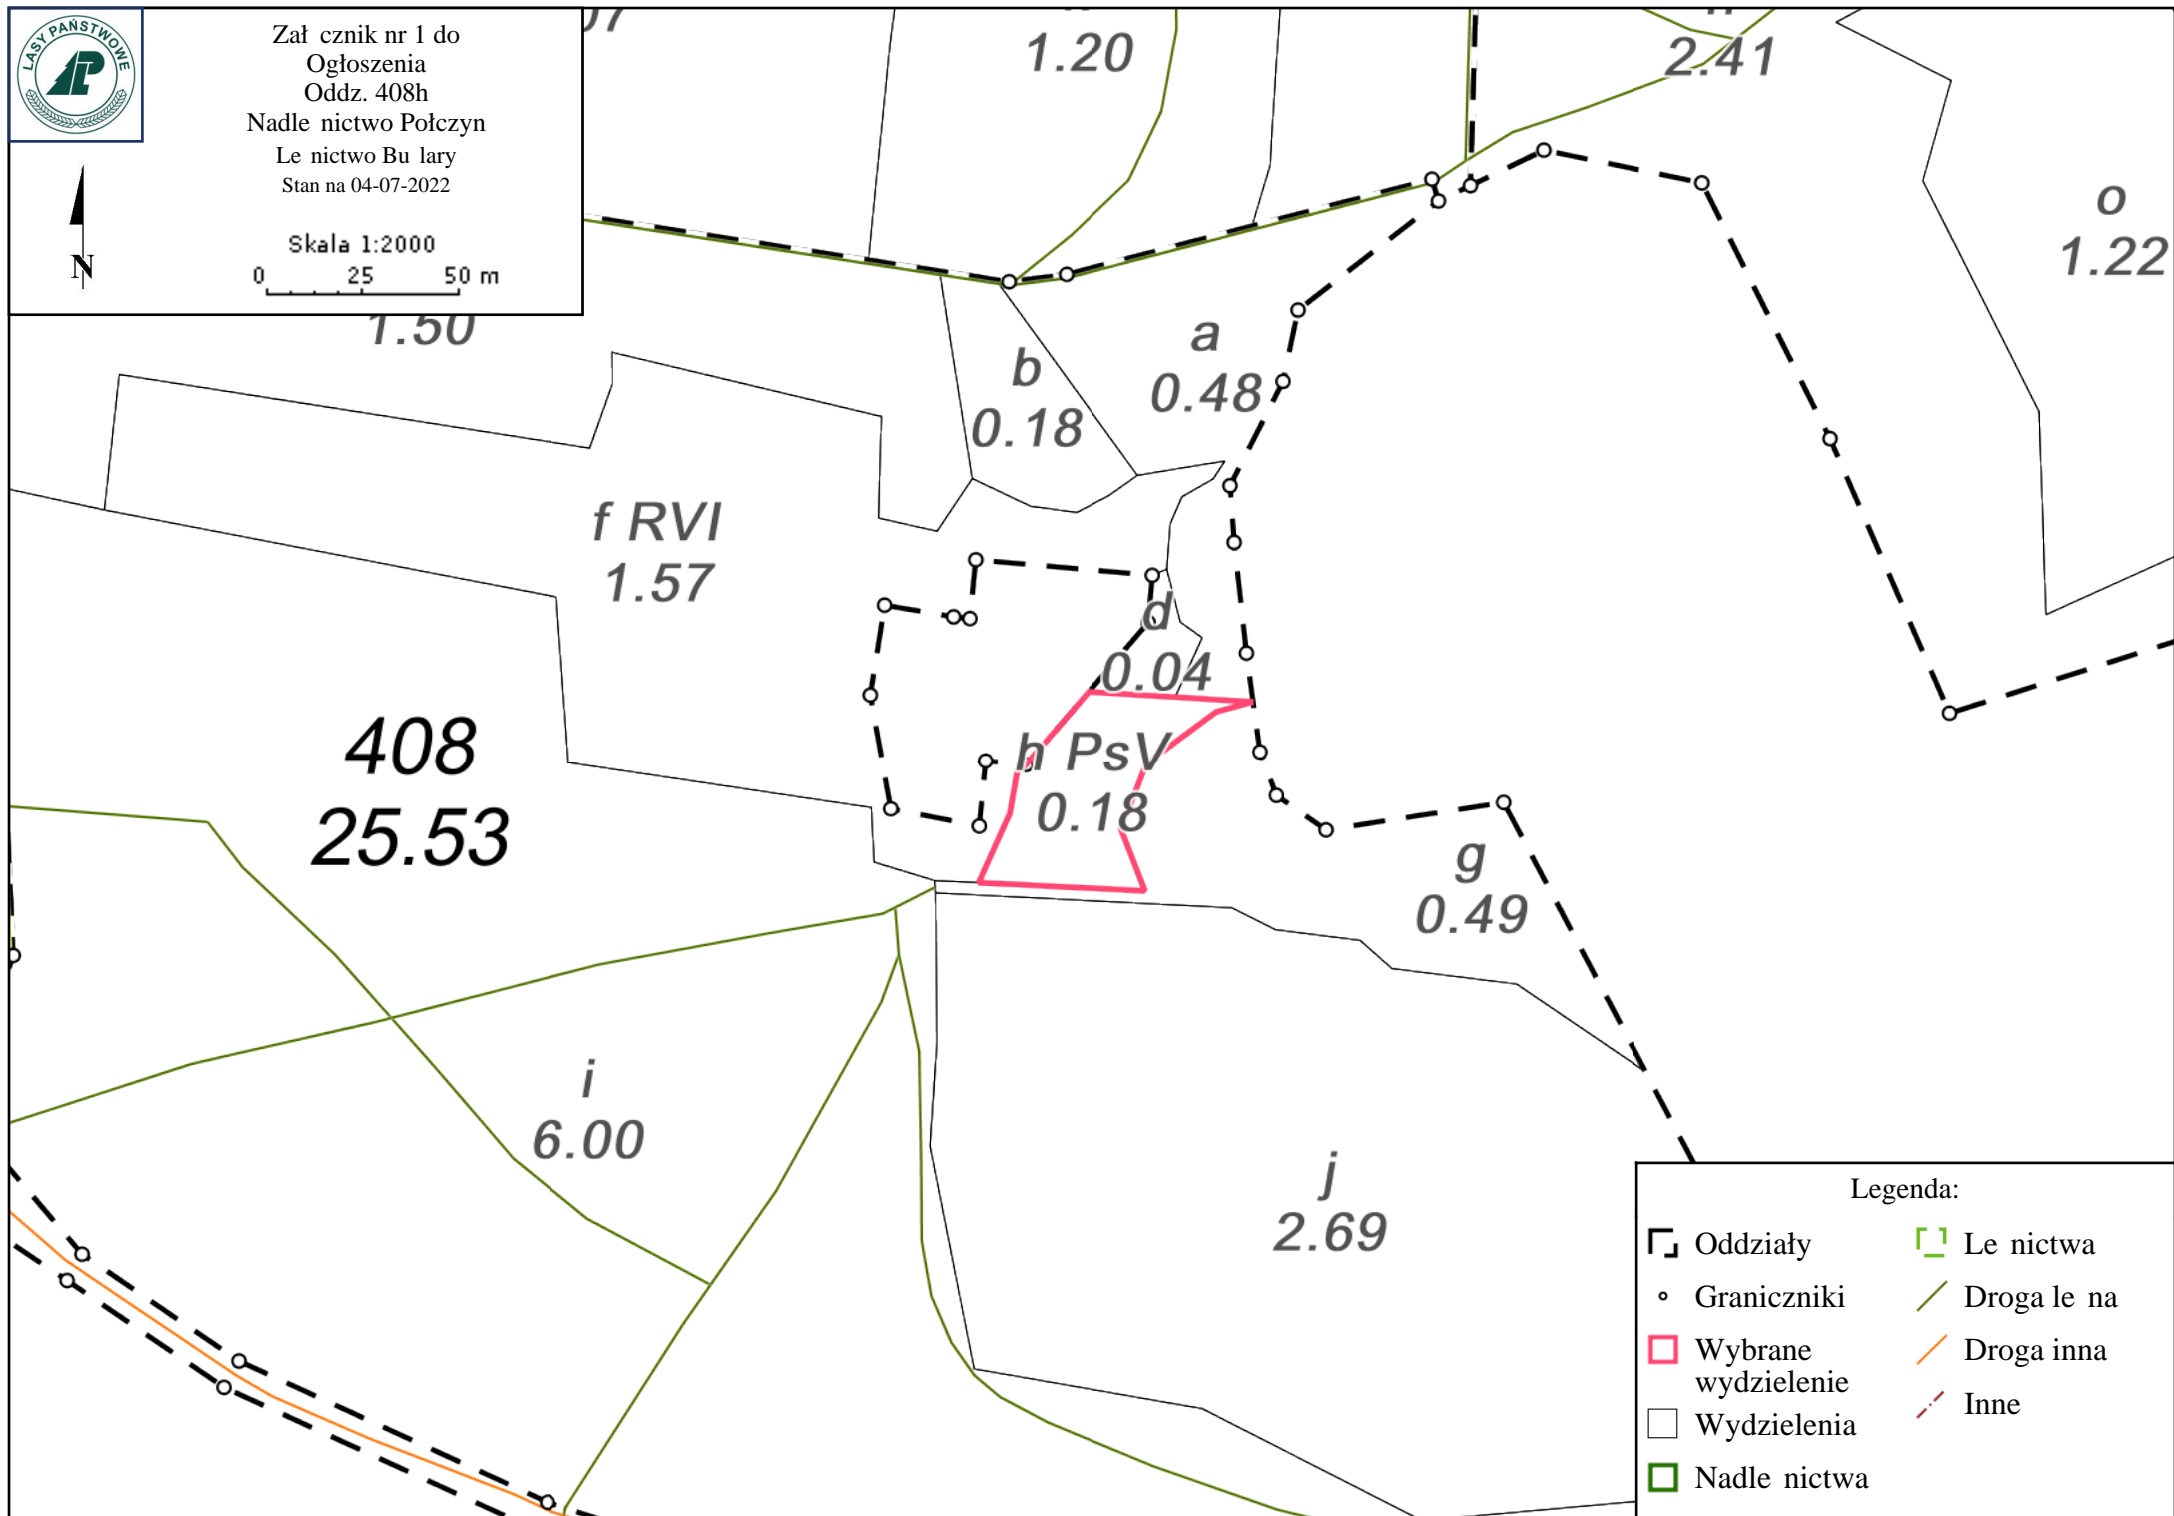 LASY PAŃSTWOWE
Zał cznik nr 1 do
Ogłoszenia
Oddz. 408h
Nadle nictwo Połczyn
Le nictwo Bu lary
Stan na 04-07-2022
N
Skala 1:2000
0 25 50 m
1.20
2.41
o
1.22
1.50
a
0.48
b
0.18
f RVI
1.57
d
0.04
408
25.53
h PsV
0.18
g
0.49
i
6.00
j
2.69
Legenda:
Oddziały
Graniczniki
Wybrane
wydzielenie
Wydzielenia
Nadle nictwa
Le nictwa
Droga le na
Droga inna
Inne